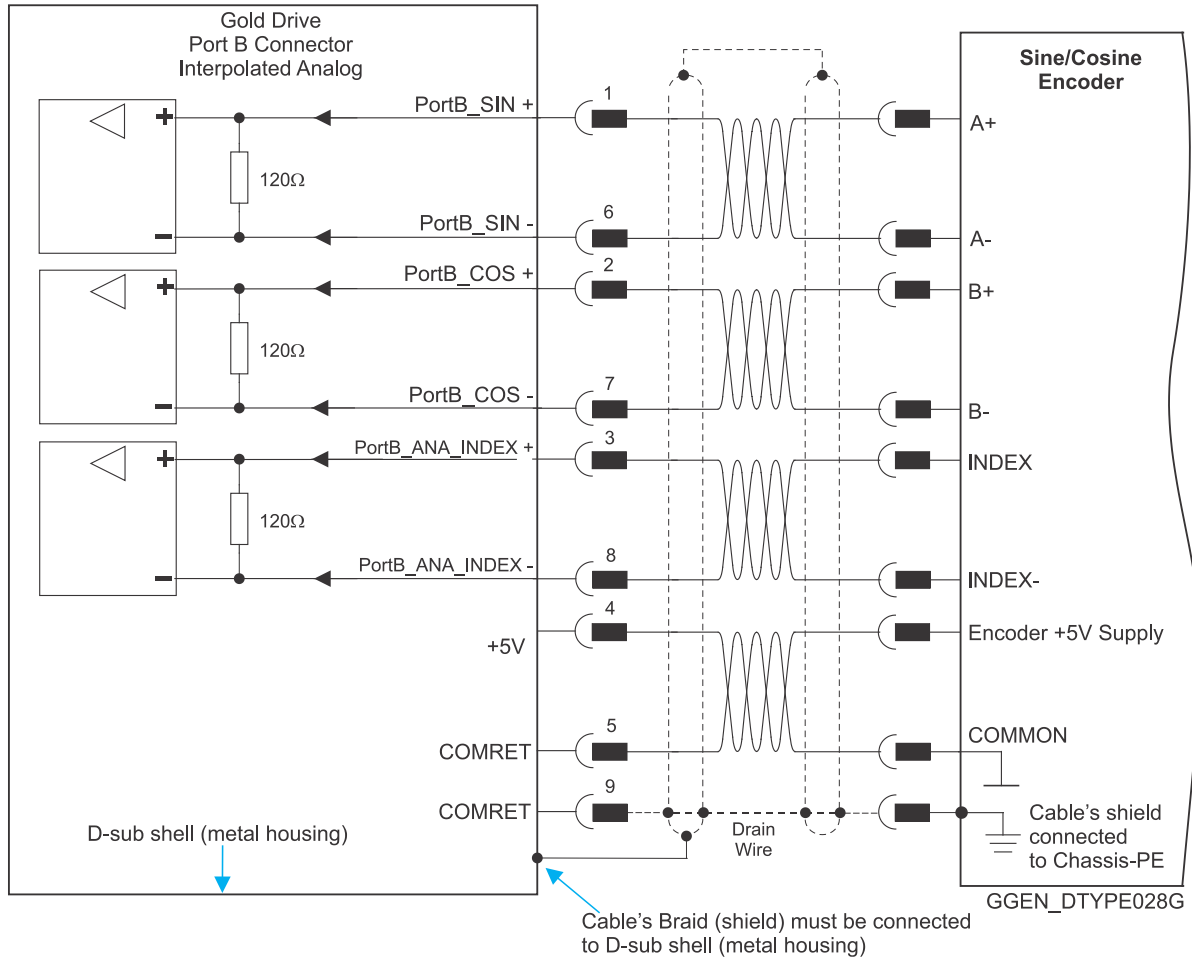 Gold Drive
Port B Connector
Interpolated Analog
Sine/Cosine
Encoder
+
PortB_SIN +
1
A+
120Ω
-
PortB_SIN -
6
A-
+
PortB_COS +
2
B+
120Ω
-
PortB_COS -
7
B-
+
PortB_ANA_INDEX +
3
INDEX
120Ω
-
PortB_ANA_INDEX -
8
INDEX-
+5V
4
Encoder +5V Supply
COMRET
5
COMMON
COMRET
9
Drain
Wire
Cable's shield
connected
to Chassis-PE
D-sub shell (metal housing)
GGEN_DTYPE028G
Cable's Braid (shield) must be connected
to D-sub shell (metal housing)